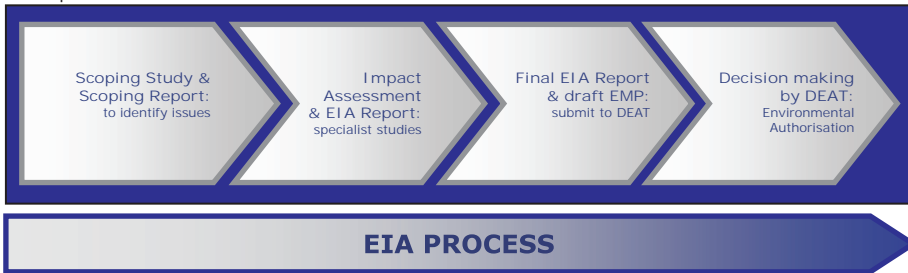 Scoping Study &
Scoping Report:
to identify issues
Impact
Assessment
& EIA Report:
specialist studies
Final EIA Report
& draft EMP:
submit to DEAT
Decision making
by DEAT:
Environmental
Authorisation
EIA PROCESS